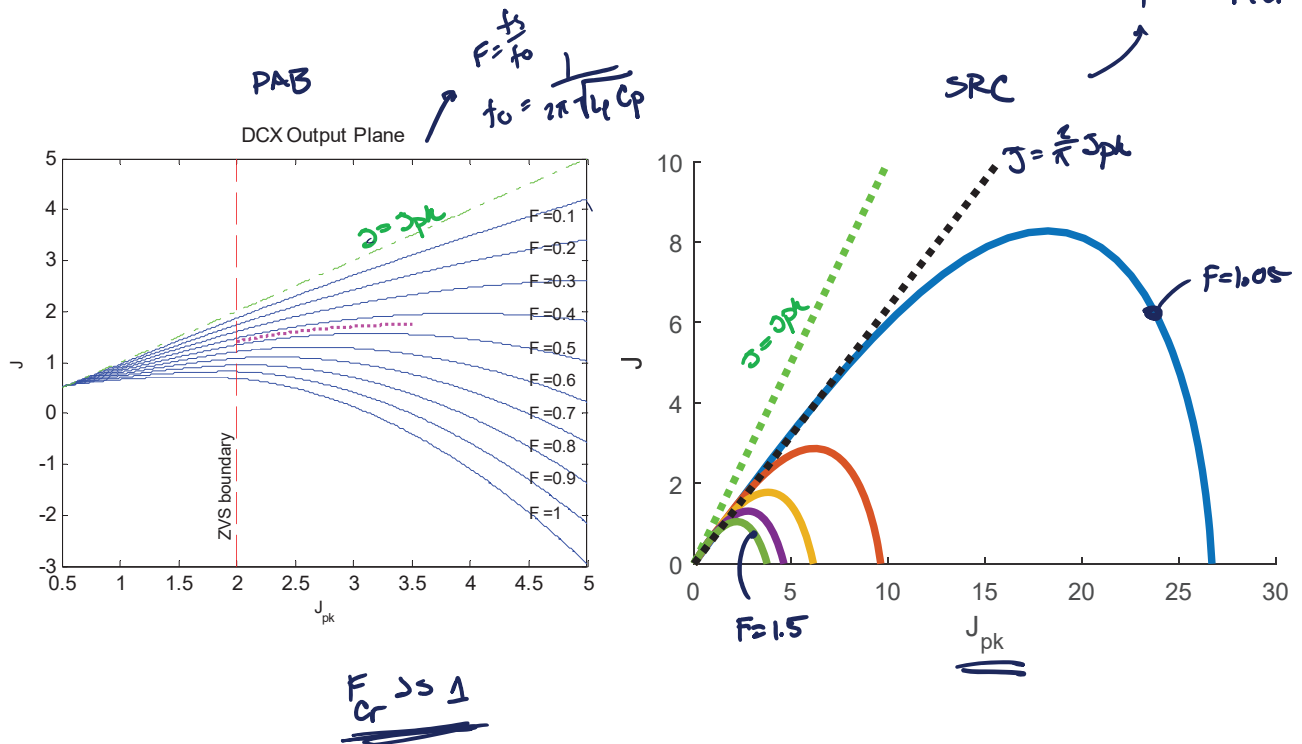 PAB
F = fs/fo
fo = 1/2π√
SRC
DCX Output Plane
J = Jpk
F =0.1
F =0.2
F =0.3
F =0.4
F =0.5
F =0.6
F =0.7
F =0.8
F =0.9
F =1
ZVS boundary
5
4
3
2
1
0
-1
-2
-3
J
0.5
1
1.5
2
2.5
3
3.5
4
4.5
5
Jpk
J = 2/π Jpk
J = Jpk
F=1.05
F=1.5
10
8
6
4
2
0
J
0
5
10
15
20
25
30
Jpk
1